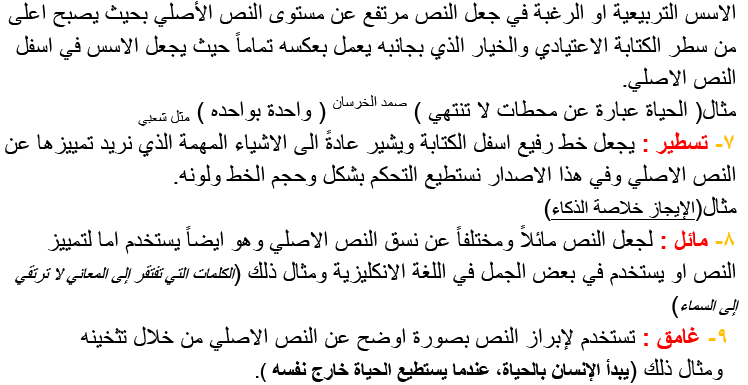 الاسس التربيعية او الرغبة في جعل النص مرتفع عن مستوى النص الأصلي بحيث يصبح اعلى
من سطر الكتابة الاعتيادي والخيار الذي بجانبه يعمل بعكسه تماماً حيث يجعل الاسس في اسفل
النص الاصلي.
مثال( الحياة عبارة عن محطات لا تنتهي ) صمد الخرسان ( واحدة بواحده ) مثل شعبي
٧- تسطير : يجعل خط رفيع اسفل الكتابة ويشير عادةً الى الاشياء المهمة الذي نريد تمييزها عن
النص الاصلي وفي هذا الاصدار نستطيع التحكم بشكل وحجم الخط ولونه.
مثال(الإيجاز خلاصة الذكاء)
٨- مائل : لجعل النص مائلاً ومختلفاً عن نسق النص الاصلي وهو ايضاً يستخدم اما لتمييز
النص او يستخدم في بعض الجمل في اللغة الانكليزية ومثال ذلك (الكلمات التي تفتقر إلى المعاني لا ترتقي
إلى السماء)
٩- غامق : تستخدم لإبراز النص بصورة اوضح عن النص الاصلي من خلال تثخينه
ومثال ذلك (يبدأ الإنسان بالحياة، عندما يستطيع الحياة خارج نفسه ).